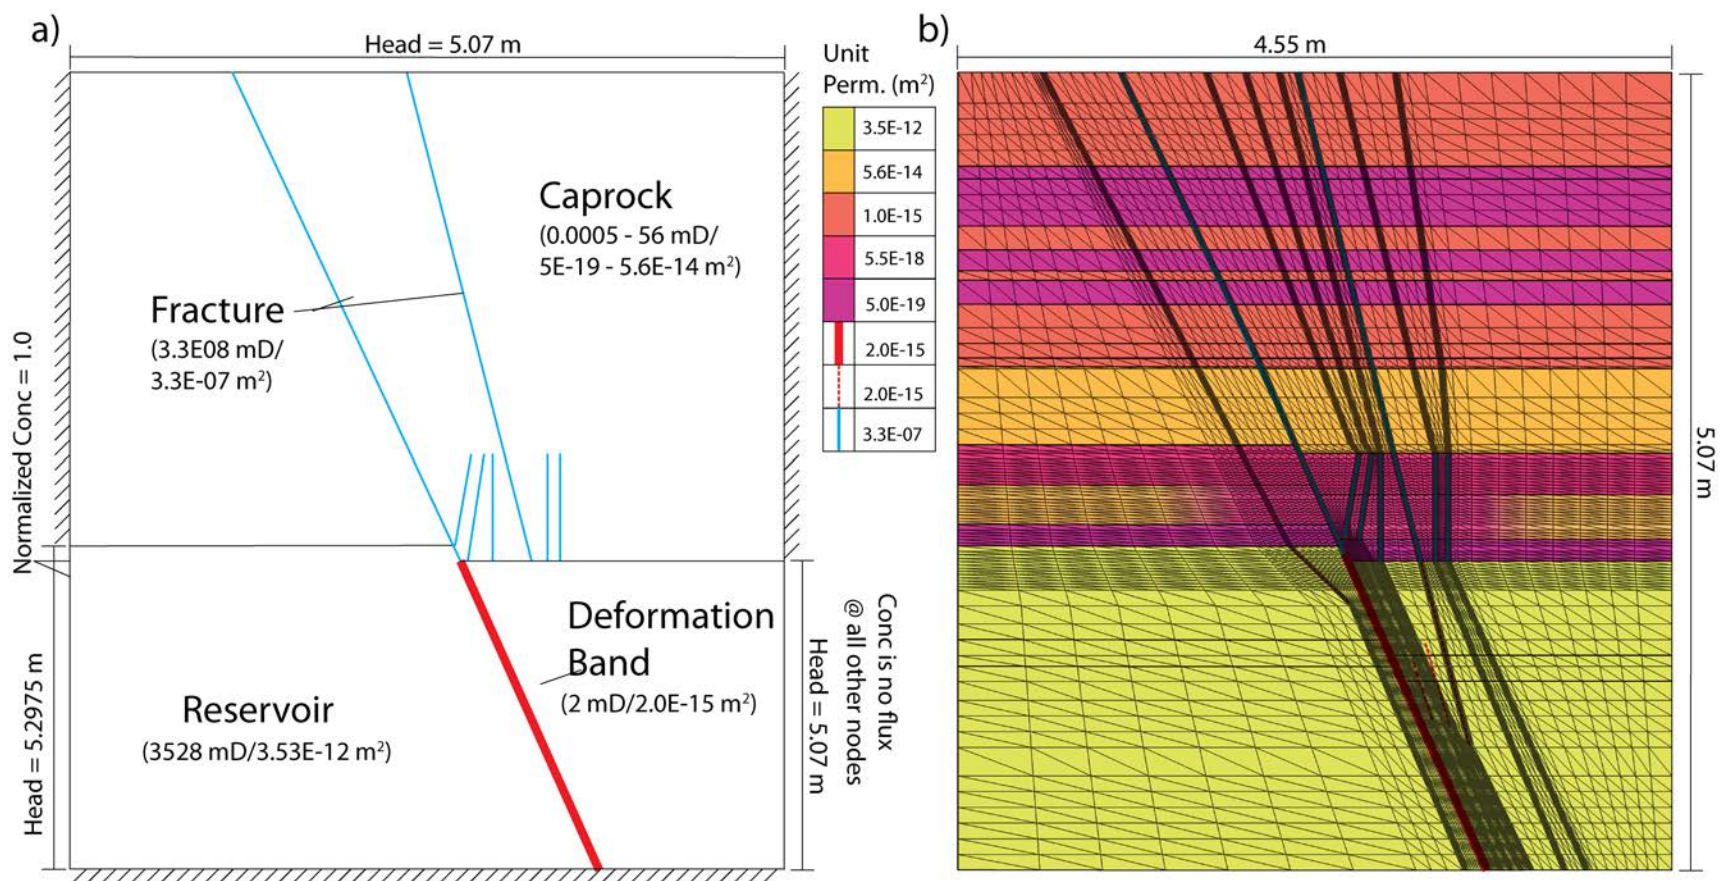 a)
Head = 5.07 m
Caprock
(0.0005 - 56 mD/
5E-19 - 5.6E-14 m²)
Fracture
(3.3E08 mD/
3.3E-07 m²)
Normalized Conc = 1.0
Head = 5.2975 m
Reservoir
(3528 mD/3.53E-12 m²)
Deformation
Band
(2 mD/2.0E-15 m²)
Head = 5.07 m
Conc is no flux
@ all other nodes
Unit
Perm. (m²)
3.5E-12
5.6E-14
1.0E-15
5.5E-18
5.0E-19
2.0E-15
2.0E-15
3.3E-07
b)
4.55 m
5.07 m